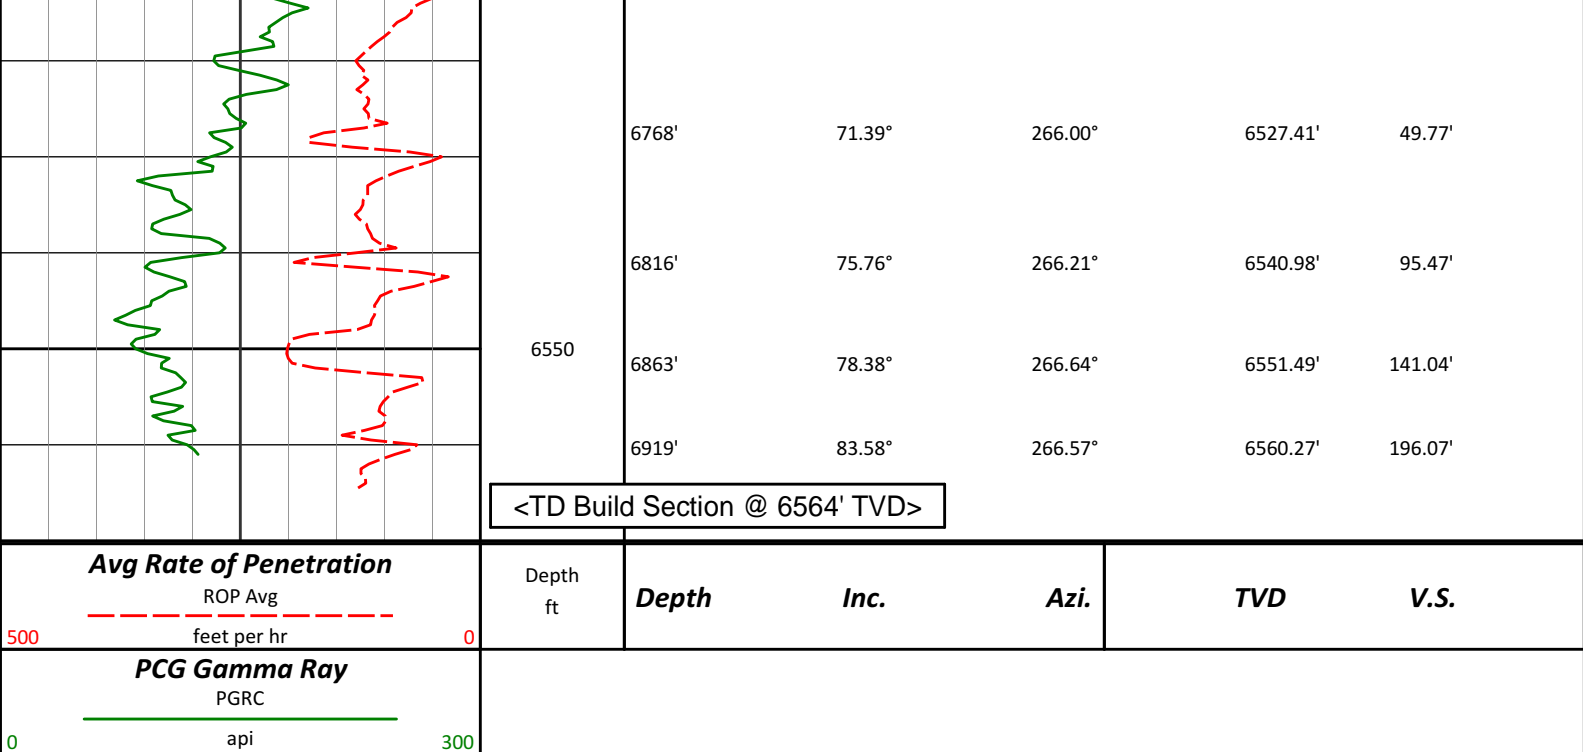 6768' 71.39° 266.00° 6527.41' 49.77'
6816' 75.76° 266.21° 6540.98' 95.47'
6550
6863' 78.38° 266.64° 6551.49' 141.04'
6919' 83.58° 266.57° 6560.27' 196.07'
<TD Build Section @ 6564' TVD>
Avg Rate of Penetration
ROP Avg
500 feet per hr 0
Depth
ft
Depth Inc. Azi. TVD V.S.
PCG Gamma Ray
PGRC
0 api 300